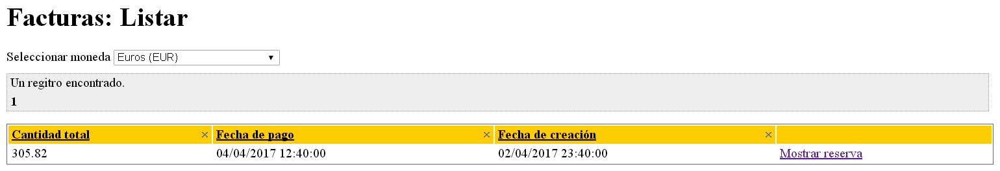 Facturas: Listar
Seleccionar moneda Euros (EUR)
Un regitro encontrado.
1
Cantidad total Fecha de pago Fecha de creación
305.82 04/04/2017 12:40:00 02/04/2017 23:40:00 Mostrar reserva